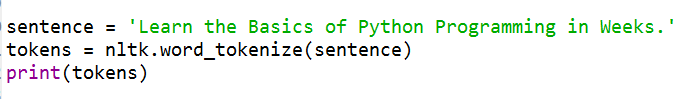 sentence = 'Learn the Basics of Python Programming in Weeks.'
tokens = nltk.word_tokenize(sentence)
print(tokens)